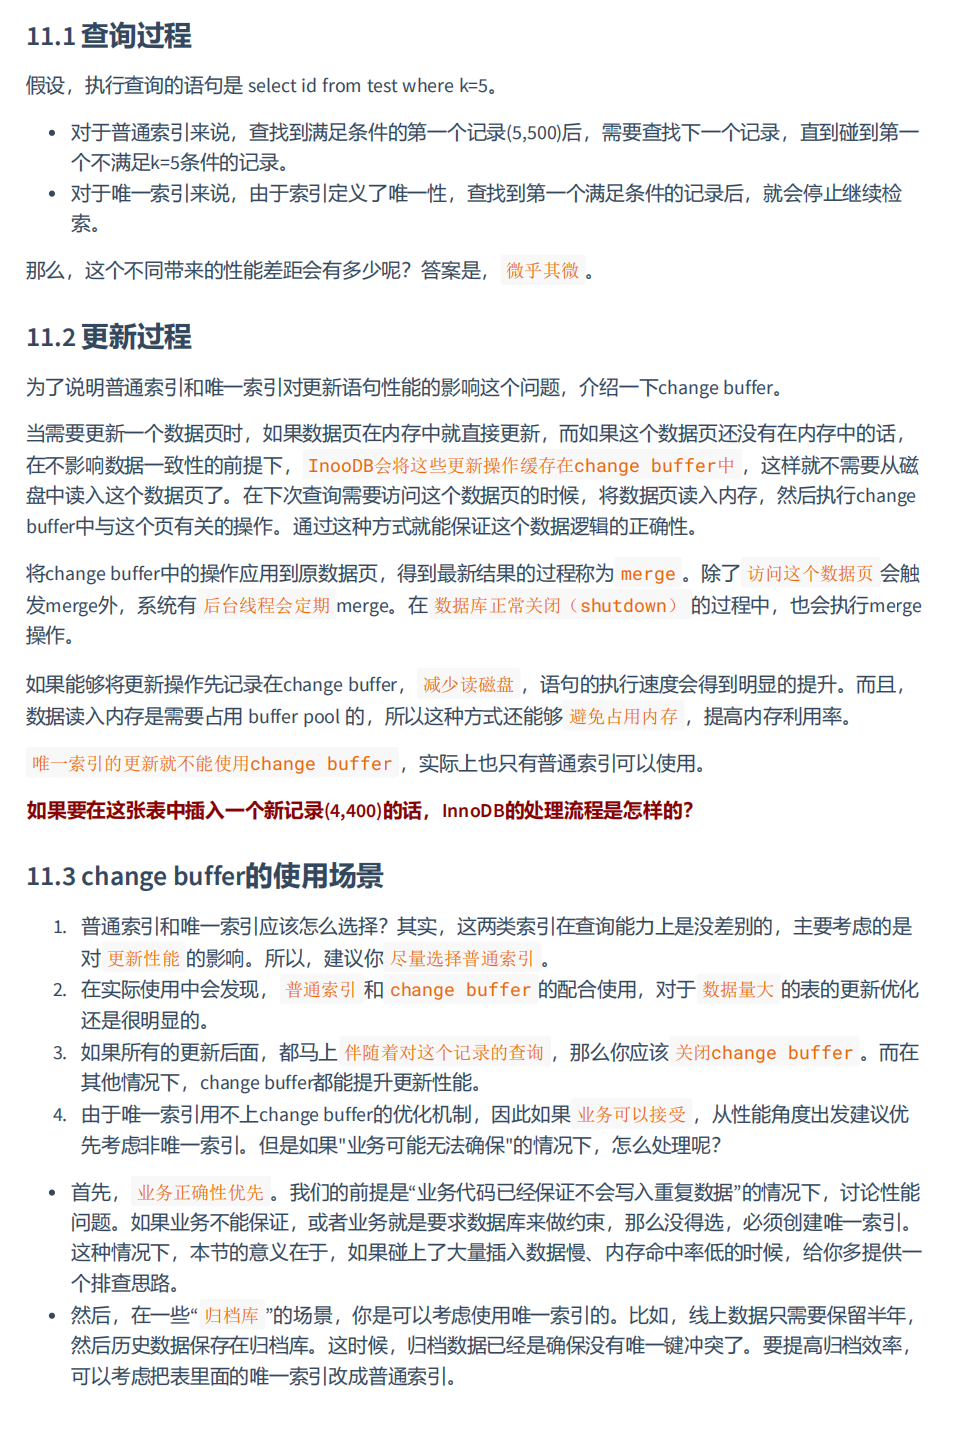 11.1 查询过程
假设，执行查询的语句是 select id from test where k=5。
• 对于普通索引来说，查找到满足条件的第一个记录(5,500)后，需要查找下一个记录，直到碰到第一
个不满足k=5条件的记录。
• 对于唯一索引来说，由于索引定义了唯一性，查找到第一个满足条件的记录后，就会停止继续检
索。
那么，这个不同带来的性能差距会有多少呢？答案是， 微乎其微 。
11.2 更新过程
为了说明普通索引和唯一索引对更新语句性能的影响这个问题，介绍一下change buffer。
当需要更新一个数据页时，如果数据页在内存中就直接更新，而如果这个数据页还没有在内存中的话，
在不影响数据一致性的前提下， InooDB会将这些更新操作缓存在change buffer中 ，这样就不需要从磁
盘中读入这个数据页了。在下次查询需要访问这个数据页的时候，将数据页读入内存，然后执行change
buffer中与这个页有关的操作。通过这种方式就能保证这个数据逻辑的正确性。
将change buffer中的操作应用到原数据页，得到最新结果的过程称为 merge 。除了 访问这个数据页 会触
发merge外，系统有 后台线程会定期 merge。在 数据库正常关闭（shutdown） 的过程中，也会执行merge
操作。
如果能够将更新操作先记录在change buffer， 减少读磁盘 ，语句的执行速度会得到明显的提升。而且，
数据读入内存是需要占用 buffer pool 的，所以这种方式还能够 避免占用内存 ，提高内存利用率。
唯一索引的更新就不能使用change buffer ，实际上也只有普通索引可以使用。
如果要在这张表中插入一个新记录(4,400)的话，InnoDB的处理流程是怎样的？
11.3 change buffer的使用场景
1. 普通索引和唯一索引应该怎么选择？其实，这两类索引在查询能力上是没差别的，主要考虑的是
对 更新性能 的影响。所以，建议你 尽量选择普通索引 。
2. 在实际使用中会发现， 普通索引 和 change buffer 的配合使用，对于 数据量大 的表的更新优化
还是很明显的。
3. 如果所有的更新后面，都马上 伴随着对这个记录的查询 ，那么你应该 关闭change buffer 。而在
其他情况下，change buffer都能提升更新性能。
4. 由于唯一索引用不上change buffer的优化机制，因此如果 业务可以接受 ，从性能角度出发建议优
先考虑非唯一索引。但是如果"业务可能无法确保"的情况下，怎么处理呢？
• 首先， 业务正确性优先 。我们的前提是“业务代码已经保证不会写入重复数据”的情况下，讨论性能
问题。如果业务不能保证，或者业务就是要求数据库来做约束，那么没得选，必须创建唯一索引。
这种情况下，本节的意义在于，如果碰上了大量插入数据慢、内存命中率低的时候，给你多提供一
个排查思路。
• 然后，在一些“ 归档库 ”的场景，你是可以考虑使用唯一索引的。比如，线上数据只需要保留半年，
然后历史数据保存在归档库。这时候，归档数据已经是确保没有唯一键冲突了。要提高归档效率，
可以考虑把表里面的唯一索引改成普通索引。